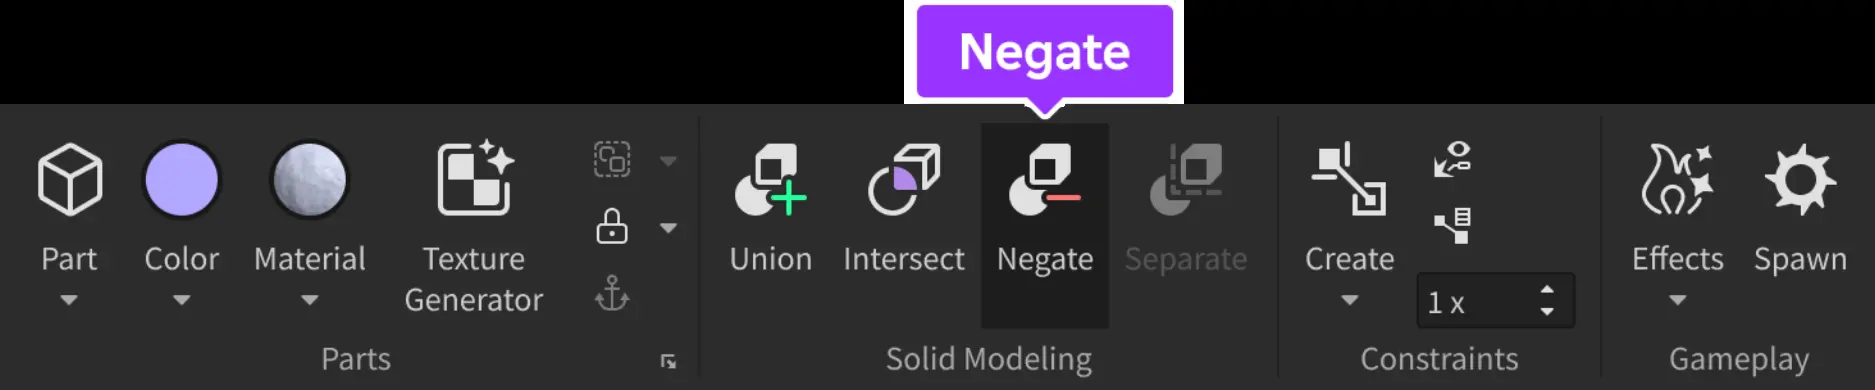 Negate
Part
Color
Material
Texture
Generator
Union
Intersect
Negate
Separate
Create
1 x
Effects
Spawn
Parts
Solid Modeling
Constraints
Gameplay